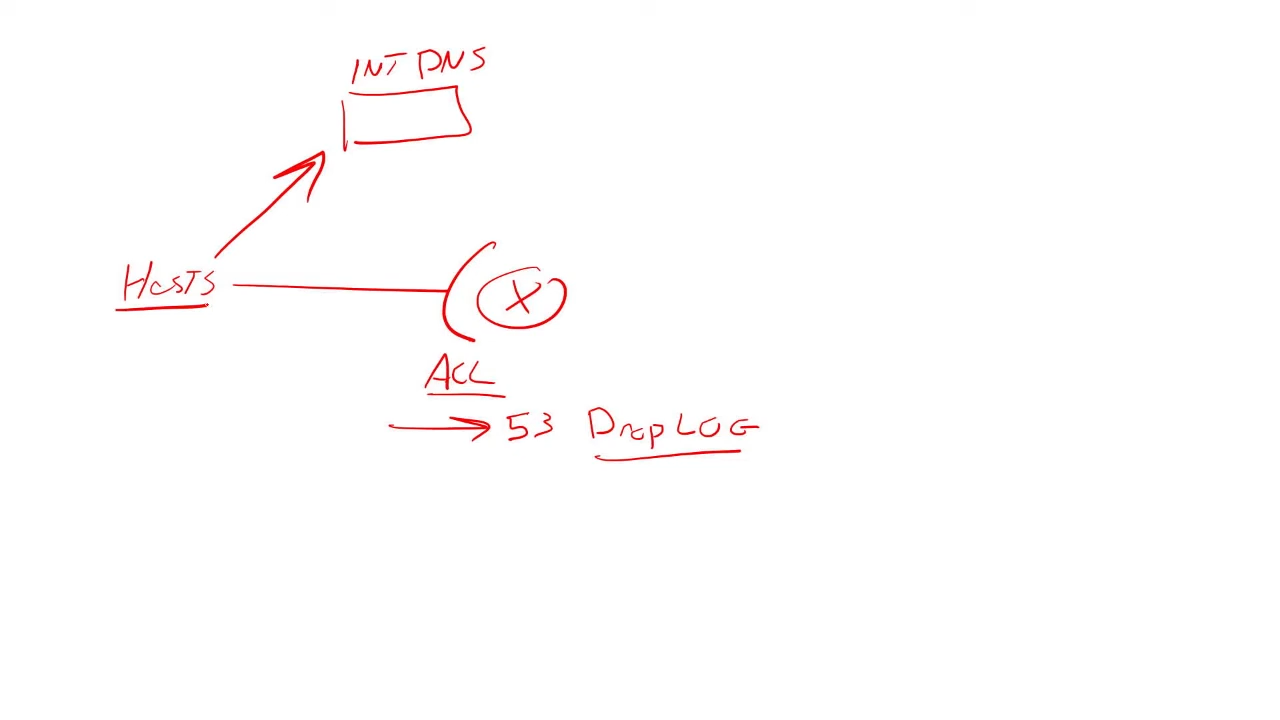 INT DNS
HOSTS
X
ACL
53 Drop LOG